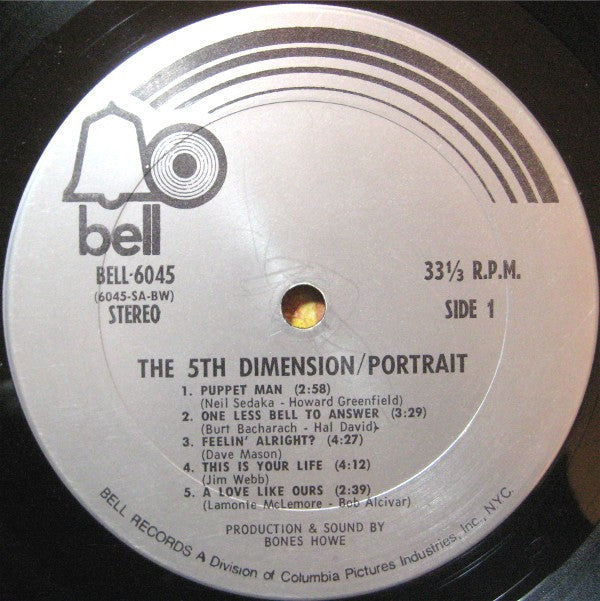 bell
BELL-6045
(6045-SA-BW)
STEREO
33⅓ R.P.M.
SIDE 1
THE 5TH DIMENSION/PORTRAIT
1. PUPPET MAN (2:58)
(Neil Sedaka - Howard Greenfield)
2. ONE LESS BELL TO ANSWER (3:29)
(Burt Bacharach - Hal David)
3. FEELIN' ALRIGHT? (4:27)
(Dave Mason)
4. THIS IS YOUR LIFE (4:12)
(Jim Webb)
5. A LOVE LIKE OURS (2:39)
(Lamonte McLemore - Bob Alcivar)
PRODUCTION & SOUND BY
BONES HOWE
BELL RECORDS A Division of Columbia Pictures Industries, Inc., N.Y.C.